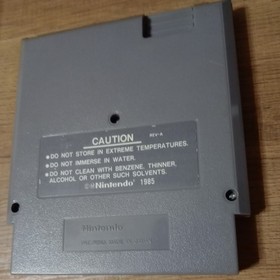 CAUTION
REV-A
●DO NOT STORE IN EXTREME TEMPERATURES.
●DO NOT IMMERSE IN WATER.
●DO NOT CLEAN WITH BENZENE, THINNER,
ALCOHOL OR OTHER SUCH SOLVENTS.
©®Nintendo 1985
Nintendo